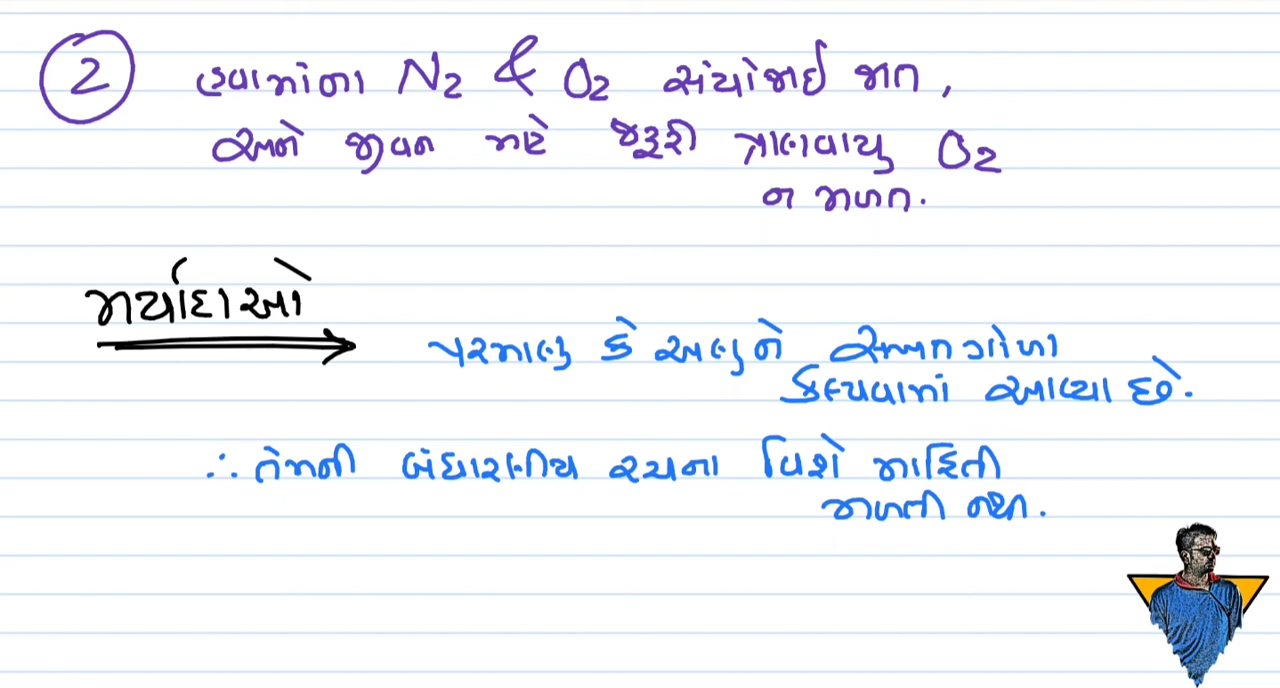 2 હવામાંના N2 & O2 સંયોજાઈ જાત,
અને જીવન માટે જરૂરી પ્રાણવાયુ O2
ન મળત.
મર્યાદાઓ
પરમાણુ કે અણુને સખત ગોળા
કલ્પવામાં આવ્યા છે.
∴ તેમની બંધારણીય રચના વિશે માહિતી
મળતી નથી.